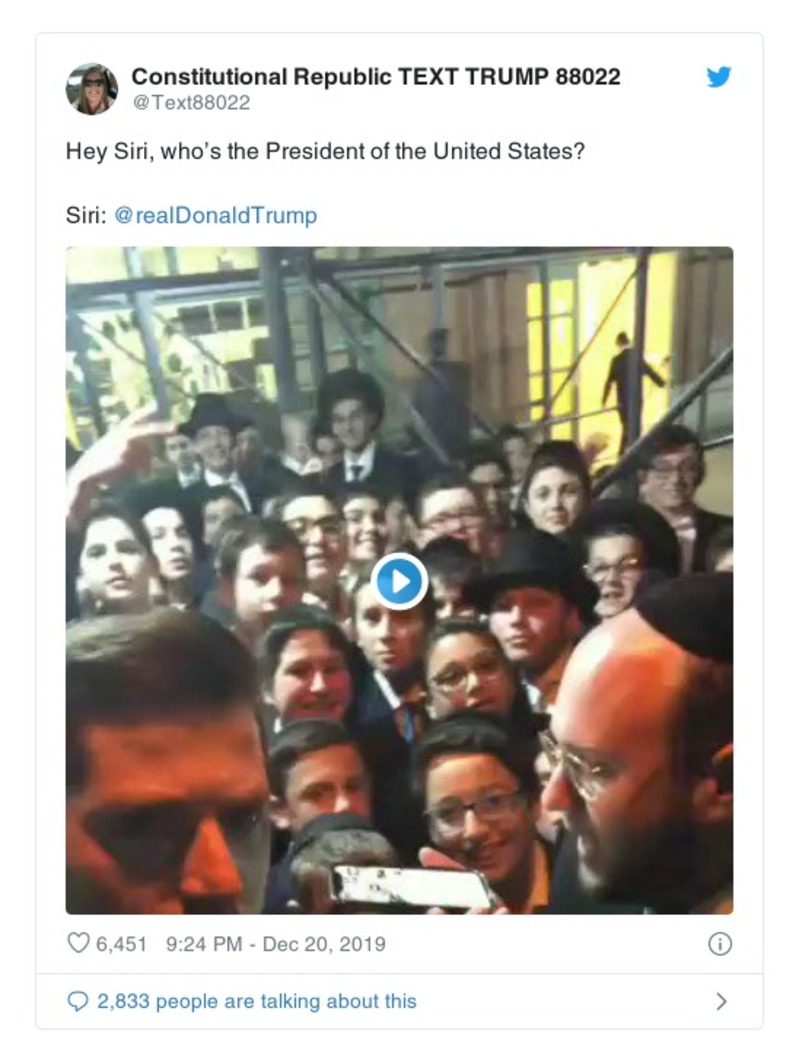 Constitutional Republic TEXT TRUMP 88022
@Text88022
Hey Siri, who's the President of the United States?
Siri: @realDonaldTrump
6,451 9:24 PM - Dec 20, 2019
2,833 people are talking about this